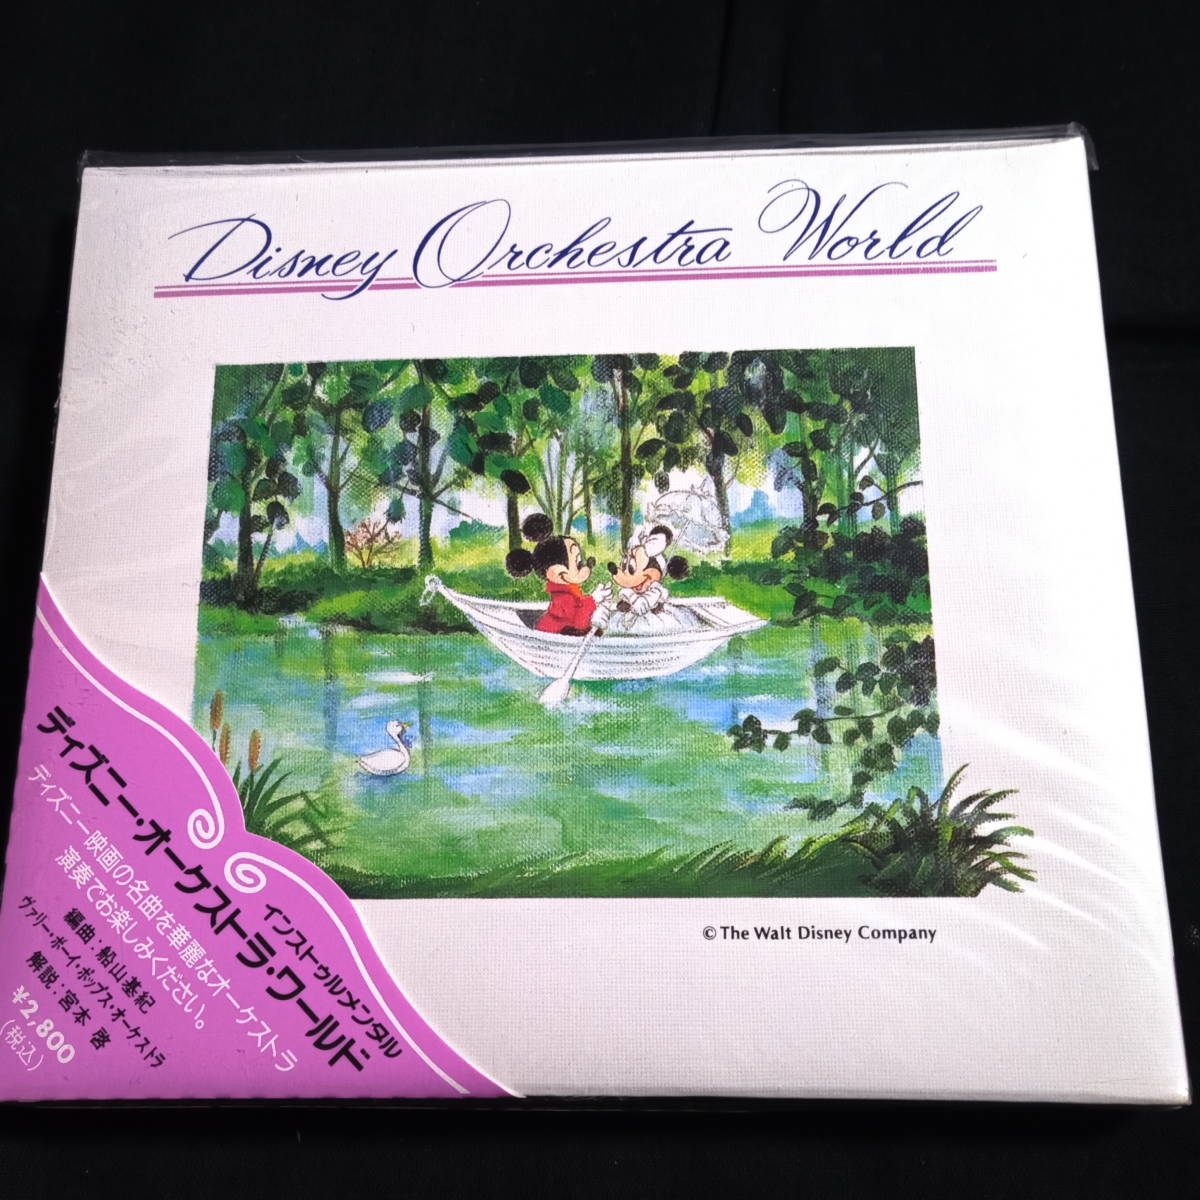 Disney Orchestra World
© The Walt Disney Company
インストゥルメンタル
ディズニー・オーケストラ・ワールド
ディズニー映画の名曲を華麗なオーケストラ
演奏でお楽しみください。
編曲:船山基紀
ヴァリー・ボーイ・ポップス・オーケストラ
解説:宮本 啓
¥2,800
(税込)